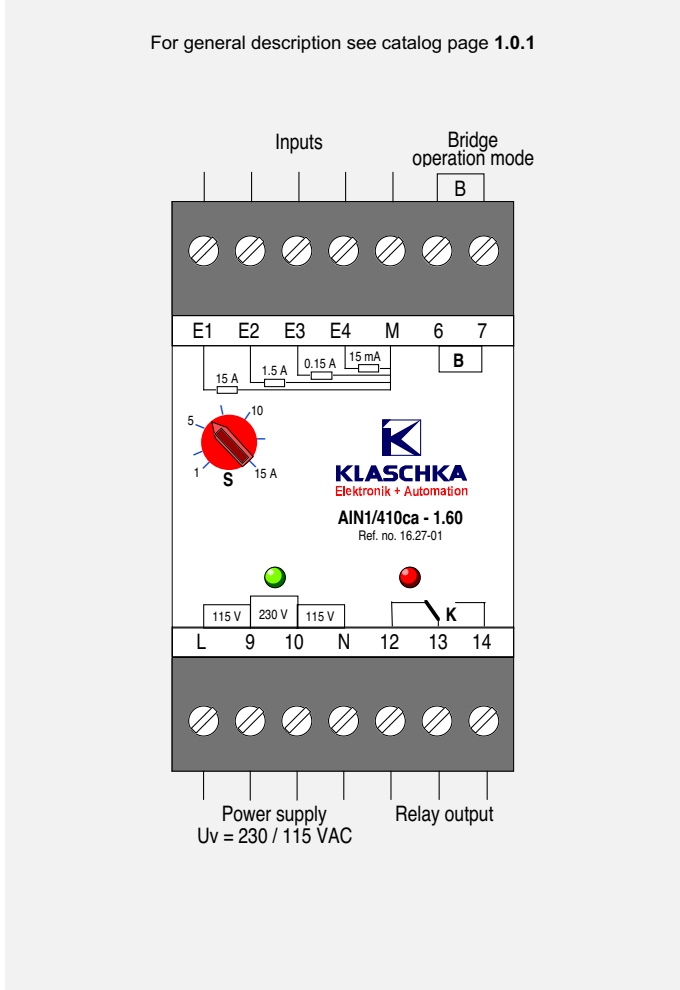 For general description see catalog page 1.0.1
Inputs
Bridge
operation mode
B
E1 E2 E3 E4 M 6 7
B
15 A
1.5 A
0.15 A
15 mA
5
10
1
15 A
S
K
KLASCHKA
Elektronik + Automation
AIN1/410ca - 1.60
Ref. no. 16.27-01
115 V 230 V 115 V
K
L 9 10 N 12 13 14
Power supply
Uv = 230 / 115 VAC
Relay output